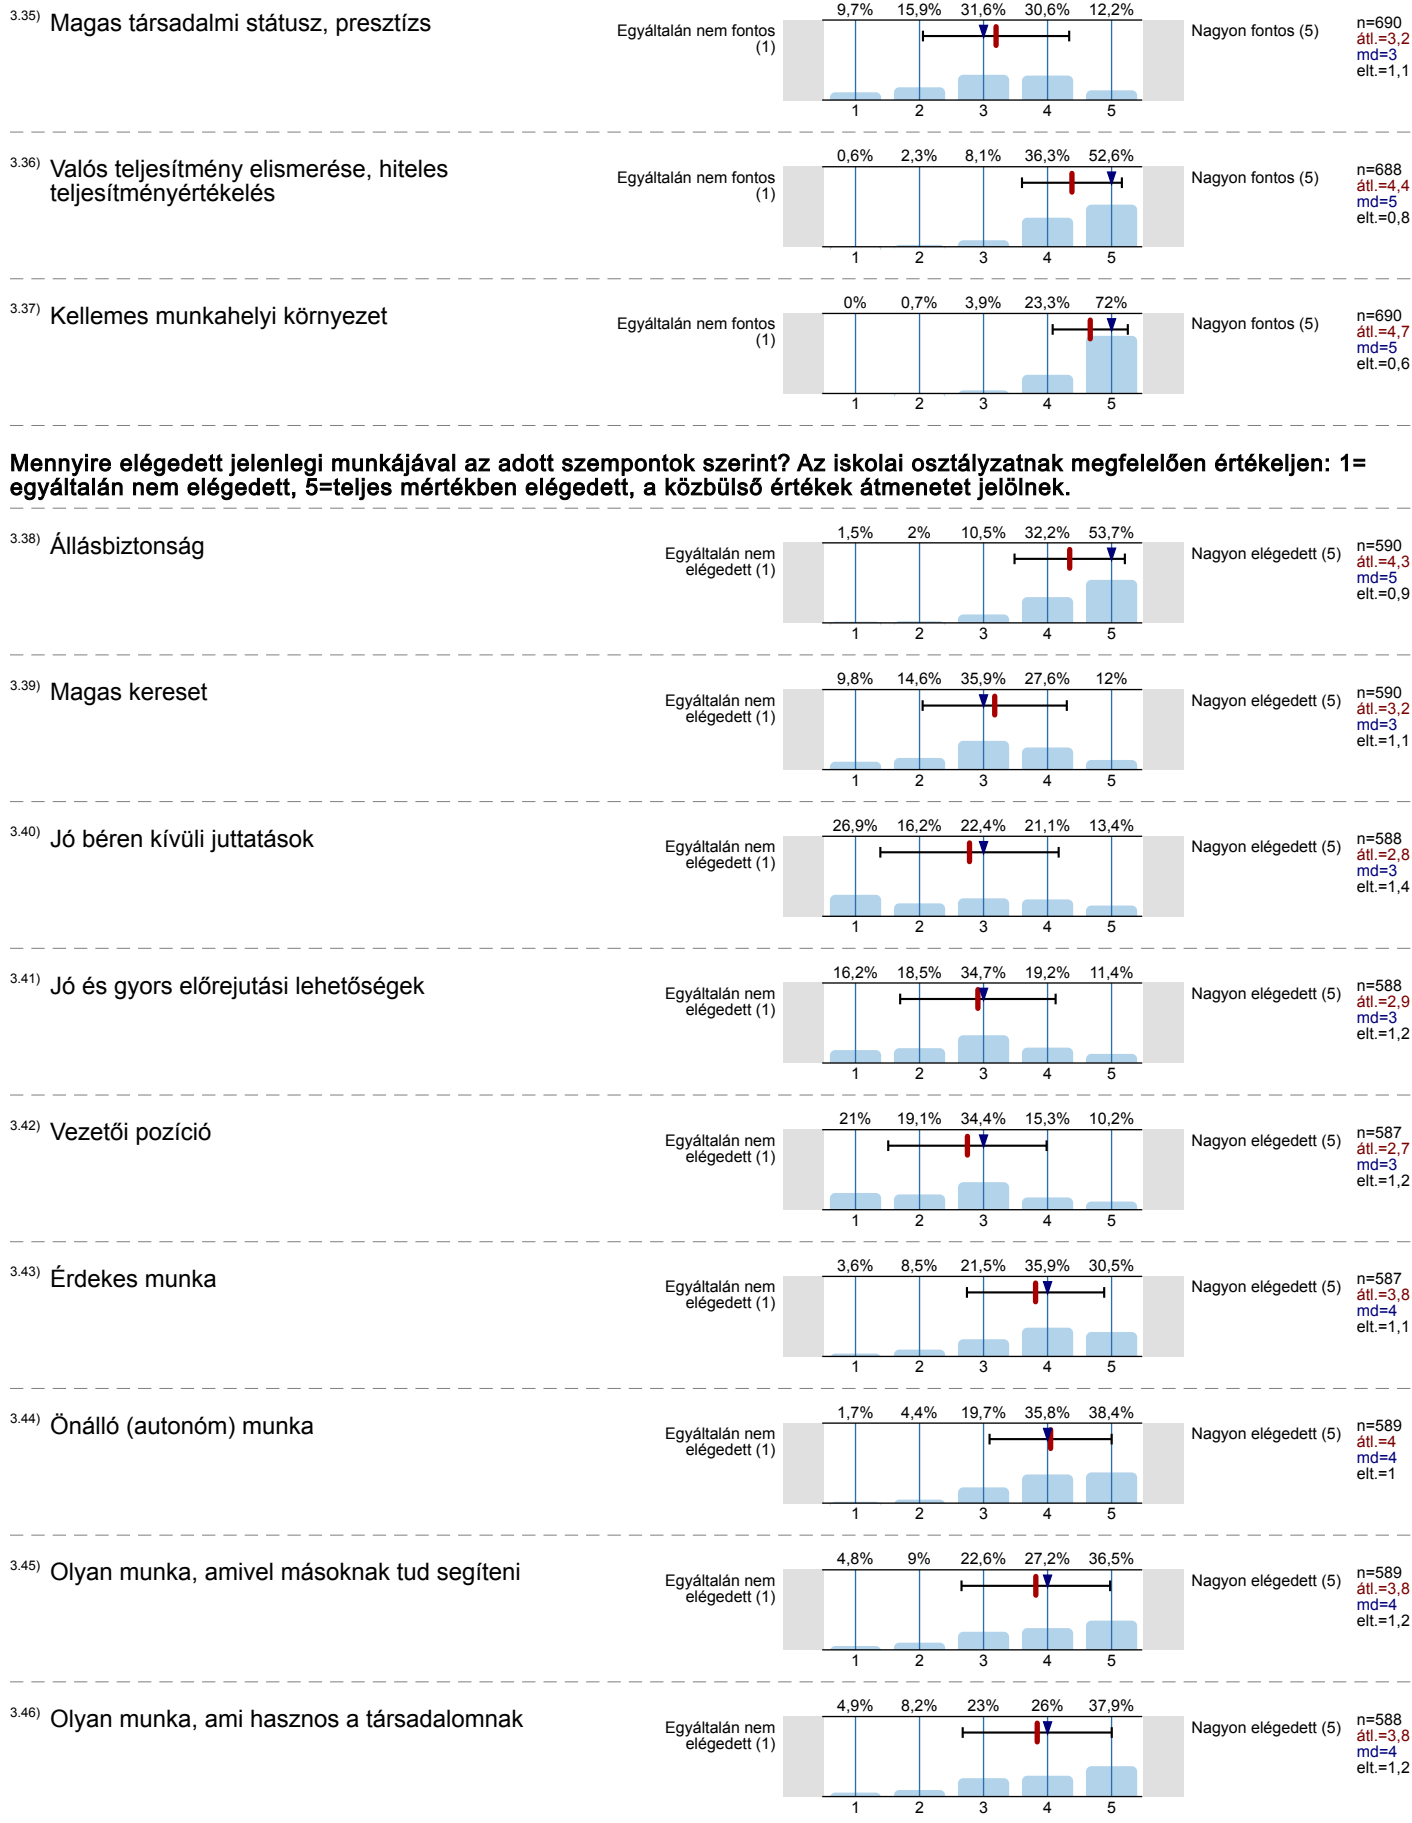 3.35) Magas társadalmi státusz, presztízs
Egyáltalán nem fontos
(1)
9,7% 15,9% 31,6% 30,6% 12,2%
1 2 3 4 5
Nagyon fontos (5)
n=690
átl.=3,2
md=3
elt.=1,1
3.36) Valós teljesítmény elismerése, hiteles
teljesítményértékelés
Egyáltalán nem fontos
(1)
0,6% 2,3% 8,1% 36,3% 52,6%
1 2 3 4 5
Nagyon fontos (5)
n=688
átl.=4,4
md=5
elt.=0,8
3.37) Kellemes munkahelyi környezet
Egyáltalán nem fontos
(1)
0% 0,7% 3,9% 23,3% 72%
1 2 3 4 5
Nagyon fontos (5)
n=690
átl.=4,7
md=5
elt.=0,6
Mennyire elégedett jelenlegi munkájával az adott szempontok szerint? Az iskolai osztályzatnak megfelelően értékeljen: 1=
egyáltalán nem elégedett, 5=teljes mértékben elégedett, a közbülső értékek átmenetet jelölnek.
3.38) Állásbiztonság
Egyáltalán nem
elégedett (1)
1,5% 2% 10,5% 32,2% 53,7%
1 2 3 4 5
Nagyon elégedett (5)
n=590
átl.=4,3
md=5
elt.=0,9
3.39) Magas kereset
Egyáltalán nem
elégedett (1)
9,8% 14,6% 35,9% 27,6% 12%
1 2 3 4 5
Nagyon elégedett (5)
n=590
átl.=3,2
md=3
elt.=1,1
3.40) Jó béren kívüli juttatások
Egyáltalán nem
elégedett (1)
26,9% 16,2% 22,4% 21,1% 13,4%
1 2 3 4 5
Nagyon elégedett (5)
n=588
átl.=2,8
md=3
elt.=1,4
3.41) Jó és gyors előrejutási lehetőségek
Egyáltalán nem
elégedett (1)
16,2% 18,5% 34,7% 19,2% 11,4%
1 2 3 4 5
Nagyon elégedett (5)
n=588
átl.=2,9
md=3
elt.=1,2
3.42) Vezetői pozíció
Egyáltalán nem
elégedett (1)
21% 19,1% 34,4% 15,3% 10,2%
1 2 3 4 5
Nagyon elégedett (5)
n=587
átl.=2,7
md=3
elt.=1,2
3.43) Érdekes munka
Egyáltalán nem
elégedett (1)
3,6% 8,5% 21,5% 35,9% 30,5%
1 2 3 4 5
Nagyon elégedett (5)
n=587
átl.=3,8
md=4
elt.=1,1
3.44) Önálló (autonóm) munka
Egyáltalán nem
elégedett (1)
1,7% 4,4% 19,7% 35,8% 38,4%
1 2 3 4 5
Nagyon elégedett (5)
n=589
átl.=4
md=4
elt.=1
3.45) Olyan munka, amivel másoknak tud segíteni
Egyáltalán nem
elégedett (1)
4,8% 9% 22,6% 27,2% 36,5%
1 2 3 4 5
Nagyon elégedett (5)
n=589
átl.=3,8
md=4
elt.=1,2
3.46) Olyan munka, ami hasznos a társadalomnak
Egyáltalán nem
elégedett (1)
4,9% 8,2% 23% 26% 37,9%
1 2 3 4 5
Nagyon elégedett (5)
n=588
átl.=3,8
md=4
elt.=1,2